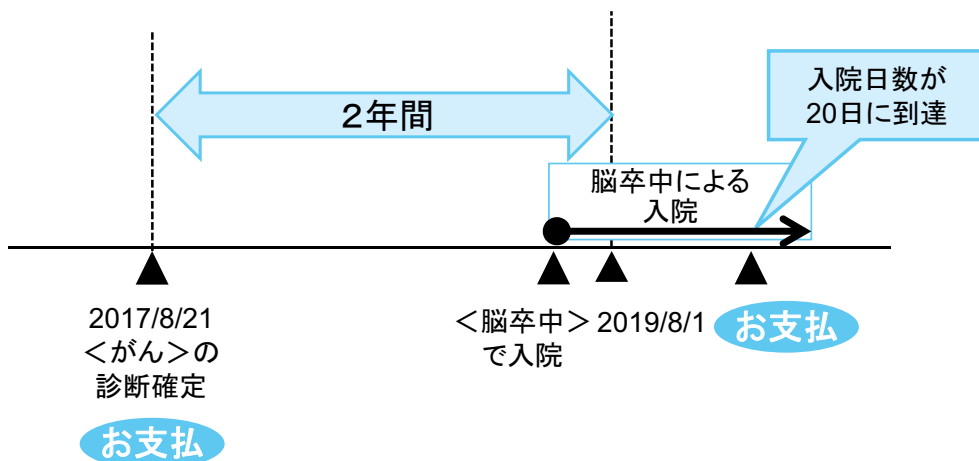 入院日数が
20日に到達
２年間
脳卒中による
入院
2017/8/21
＜がん＞の
診断確定
お支払
＜脳卒中＞
で入院
2019/8/1
お支払